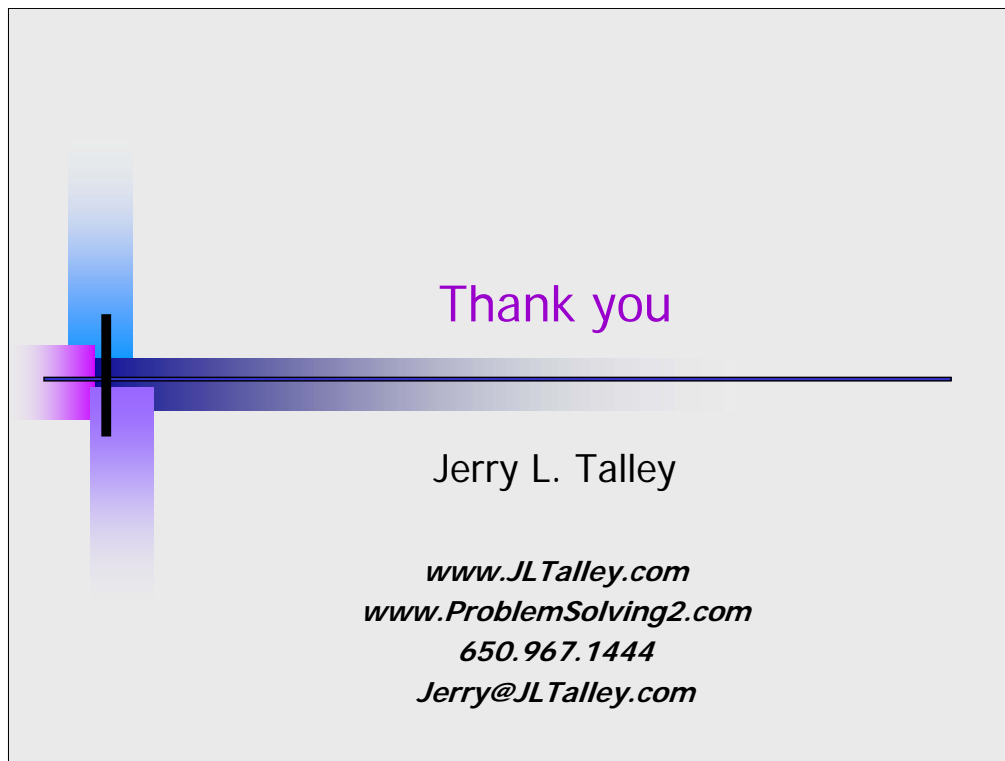 Thank you
Jerry L. Talley
www.JLTalley.com
www.ProblemSolving2.com
650.967.1444
Jerry@JLTalley.com